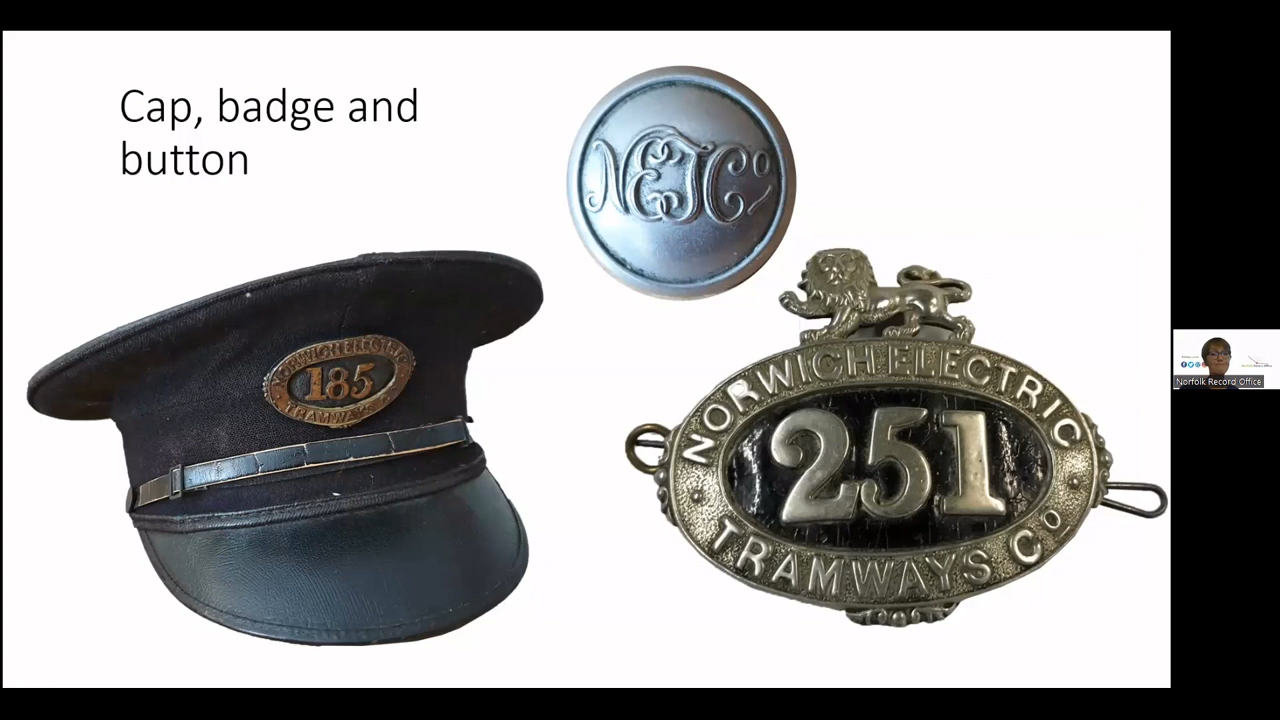 Cap, badge and
button
NETCo
NORWICH ELECTRIC
185
TRAMWAYS
NORWICH ELECTRIC
251
TRAMWAYS Co
Norfolk Record Office